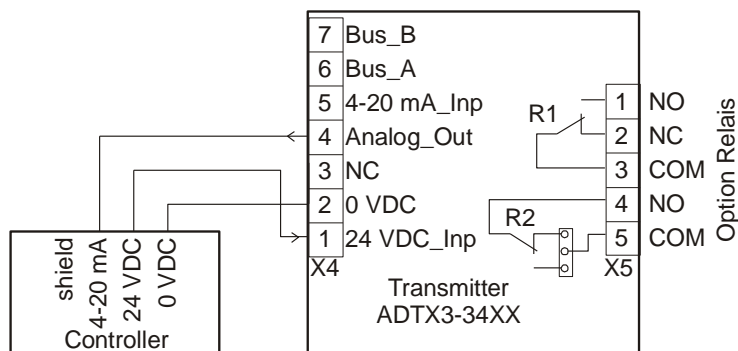 7 Bus_B
6 Bus_A
5 4-20 mA_Inp
4 Analog_Out
3 NC
2 0 VDC
1 24 VDC_Inp
X4
R1
1 NO
2 NC
3 COM
4 NO
5 COM
R2
X5
Option Relais
Transmitter
ADTX3-34XX
shield
4-20 mA
24 VDC
0 VDC
Controller